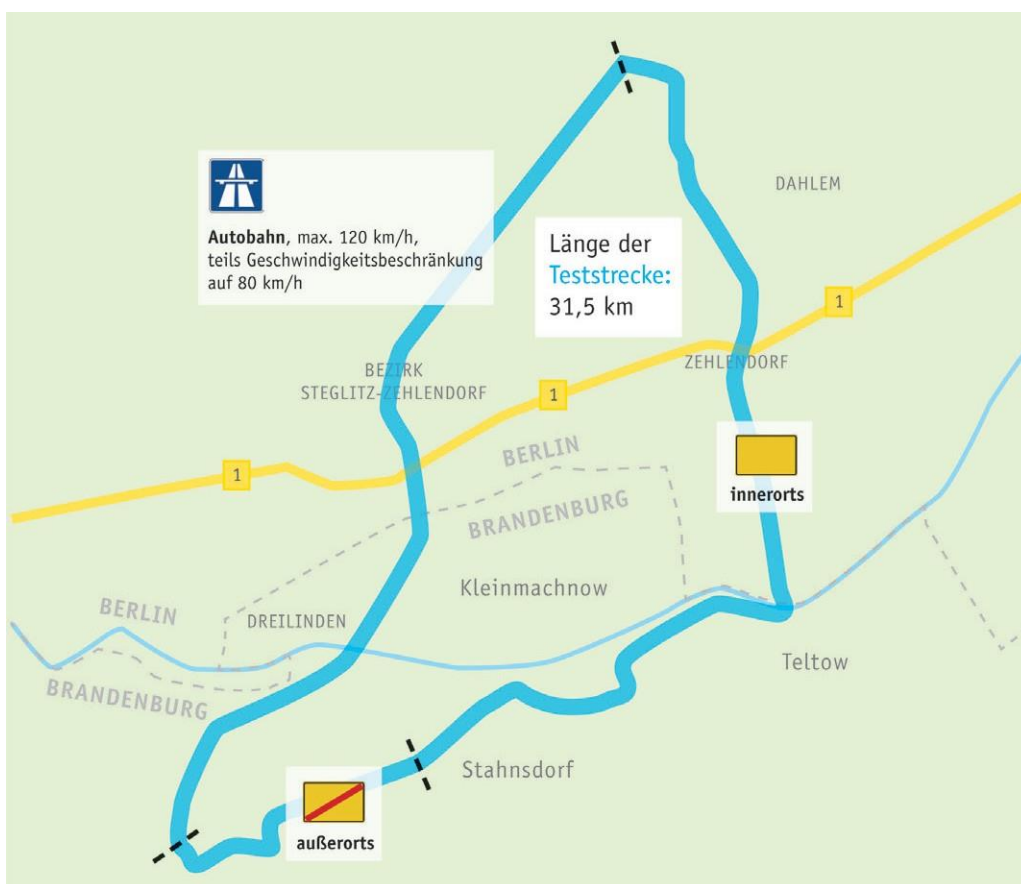 DAHLEM
Autobahn, max. 120 km/h,
teils Geschwindigkeitsbeschränkung
auf 80 km/h
Länge der
Teststrecke:
31,5 km
1
ZEHLENDORF
BEZIRK
STEGLITZ-ZEHLENDORF
1
1
BERLIN
innerorts
BRANDENBURG
Kleinmachnow
BERLIN
DREILINDEN
BRANDENBURG
Teltow
Stahnsdorf
außerorts